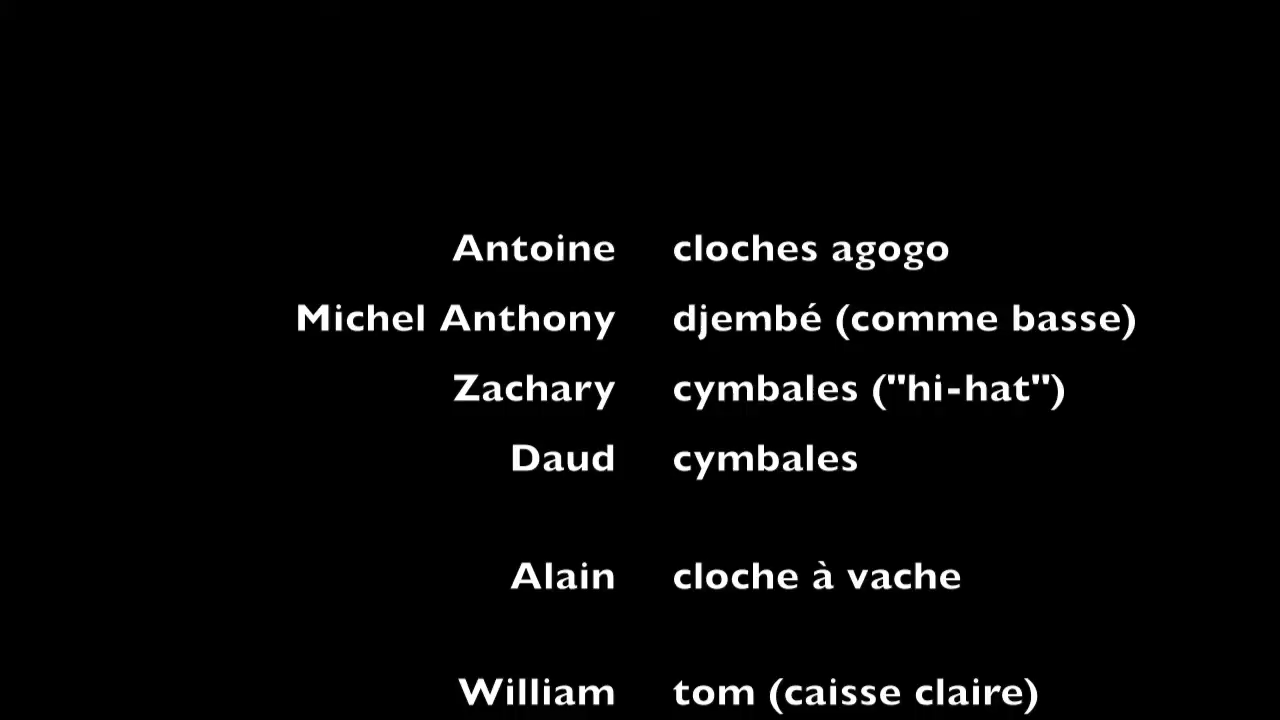 Antoine cloches agogo
Michel Anthony djembé (comme basse)
Zachary cymbales ("hi-hat")
Daud cymbales
Alain cloche à vache
William tom (caisse claire)